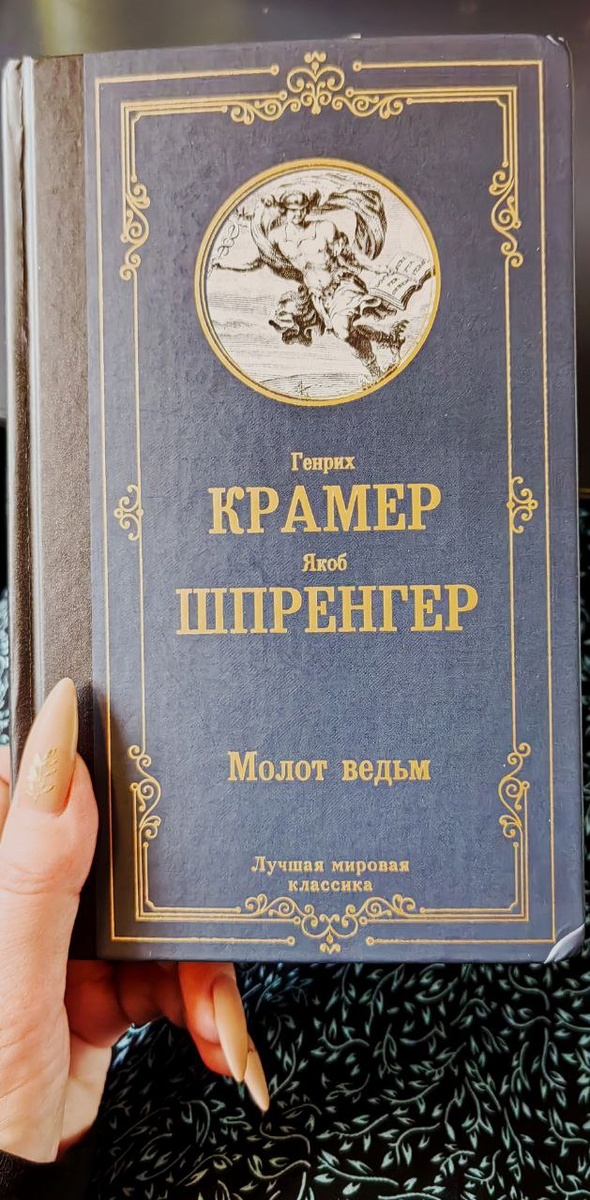 Генрих
КРАМЕР
Якоб
ШПРЕНГЕР
Молот ведьм
Лучшая мировая
классика